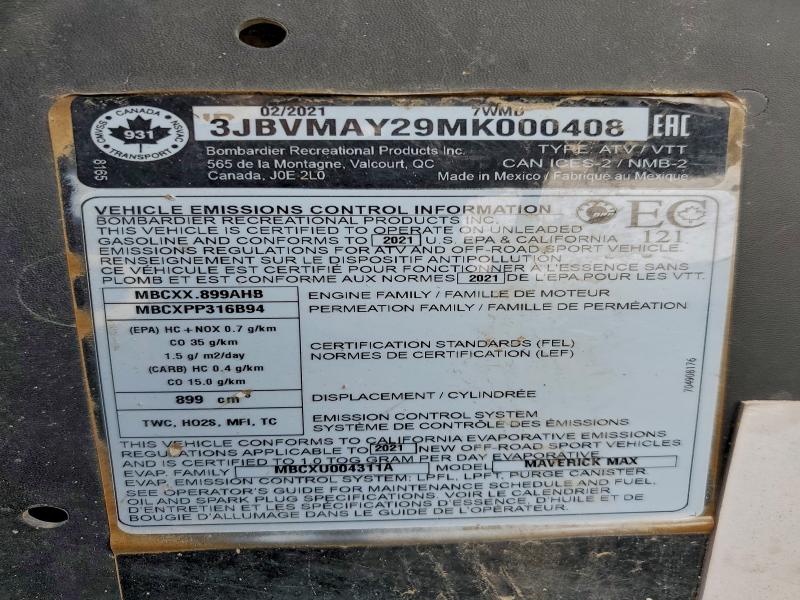 02/2021 7WMD
3JBVMAY29MK000408
EAC
CANADA
931
TRANSPORT
8165
Bombardier Recreational Products Inc. TYPE: ATV / VTT
565 de la Montagne, Valcourt, QC CAN ICES-2 / NMB-2
Canada, J0E 2L0 Made in Mexico / Fabriqué au Mexique
VEHICLE EMISSIONS CONTROL INFORMATION
BOMBARDIER RECREATIONAL PRODUCTS INC.
THIS VEHICLE IS CERTIFIED TO OPERATE ON UNLEADED
GASOLINE AND CONFORMS TO 2021 U.S. EPA & CALIFORNIA
EMISSIONS REGULATIONS FOR ATV AND OFF-ROAD SPORT VEHICLE.
RENSEIGNEMENT SUR LE DISPOSITIF ANTIPOLLUTION
CE VÉHICULE EST CERTIFIÉ POUR FONCTIONNER À L'ESSENCE SANS
PLOMB ET EST CONFORME AUX NORMES 2021 DE L'EPA POUR LES VTT.
EC
121
MBCXX.899AHB ENGINE FAMILY / FAMILLE DE MOTEUR
MBCXPP316B94 PERMEATION FAMILY / FAMILLE DE PERMÉATION
(EPA) HC + NOX 0.7 g/km
CO 35 g/km CERTIFICATION STANDARDS (FEL)
1.5 g/ m2/day NORMES DE CERTIFICATION (LEF)
(CARB) HC 0.4 g/km
CO 15.0 g/km
899 cm³ DISPLACEMENT / CYLINDRÉE
TWC, HO2S, MFI, TC EMISSION CONTROL SYSTEM
SYSTÈME DE CONTRÔLE DES ÉMISSIONS
704908176
THIS VEHICLE CONFORMS TO CALIFORNIA EVAPORATIVE EMISSIONS
REGULATIONS APPLICABLE TO 2021 NEW OFF-ROAD SPORT VEHICLES
AND IS CERTIFIED TO 1.0 TOG GRAM PER DAY EVAPORATIVE
EVAP. FAMILY MBCXU004311A MODEL MAVERICK MAX
EVAP. EMISSION CONTROL SYSTEM: LPFL, LPFT, PURGE CANISTER.
SEE OPERATOR'S GUIDE FOR MAINTENANCE SCHEDULE AND FUEL,
OIL AND SPARK PLUG SPECIFICATIONS. VOIR LE CALENDRIER
D'ENTRETIEN ET LES SPÉCIFICATIONS D'ESSENCE, D'HUILE ET DE
BOUGIE D'ALLUMAGE DANS LE GUIDE DE L'OPÉRATEUR.